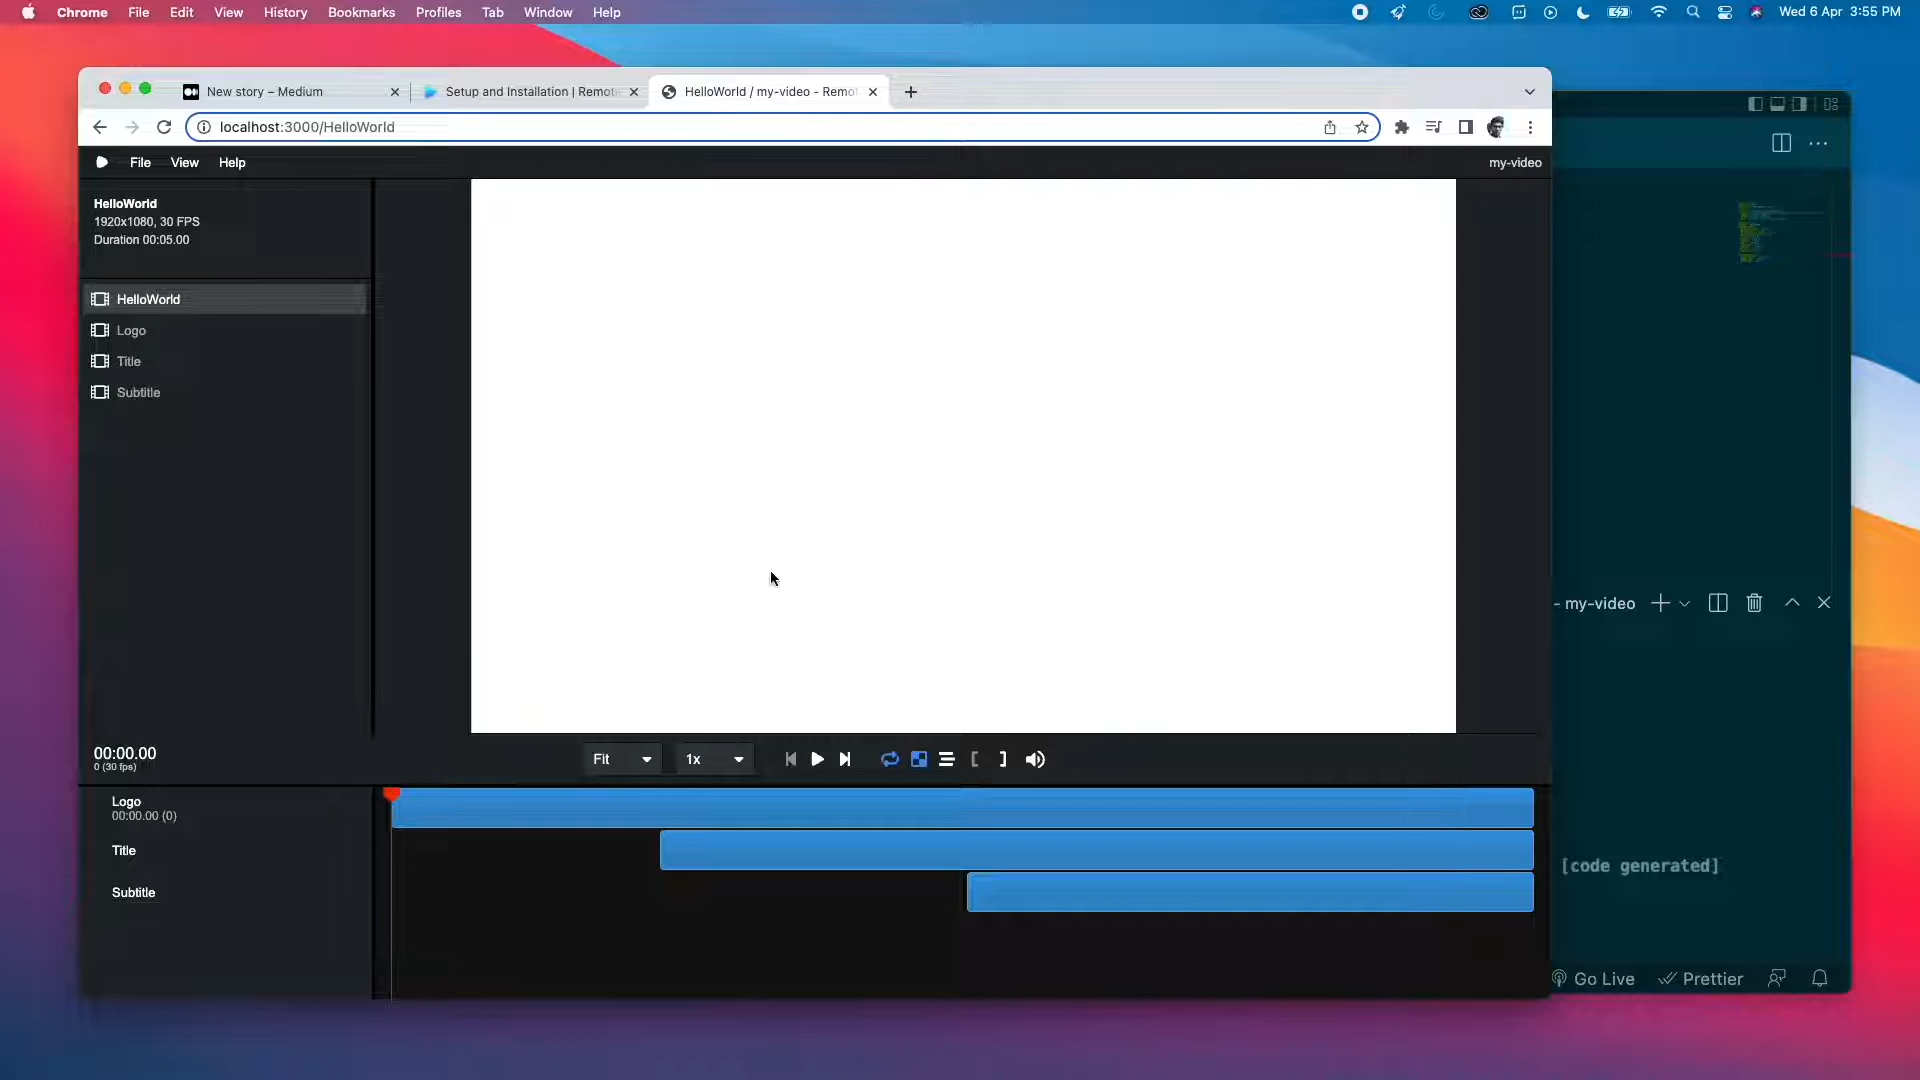 Chrome File Edit View History Bookmarks Profiles Tab Window Help Wed 6 Apr 3:55 PM
New story – Medium
Setup and Installation | Remot
HelloWorld / my-video - Remo
localhost:3000/HelloWorld
File View Help my-video
HelloWorld
1920x1080, 30 FPS
Duration 00:05.00
HelloWorld
Logo
Title
Subtitle
- my-video
00:00.00
0 (30 fps)
Fit 1x
Logo
00:00.00 (0)
Title
Subtitle
[code generated]
Go Live Prettier